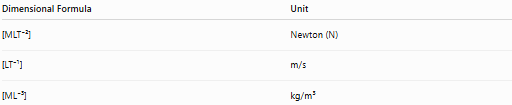 Dimensional Formula Unit
[MLT⁻²] Newton (N)
[LT⁻¹] m/s
[ML⁻³] kg/m³